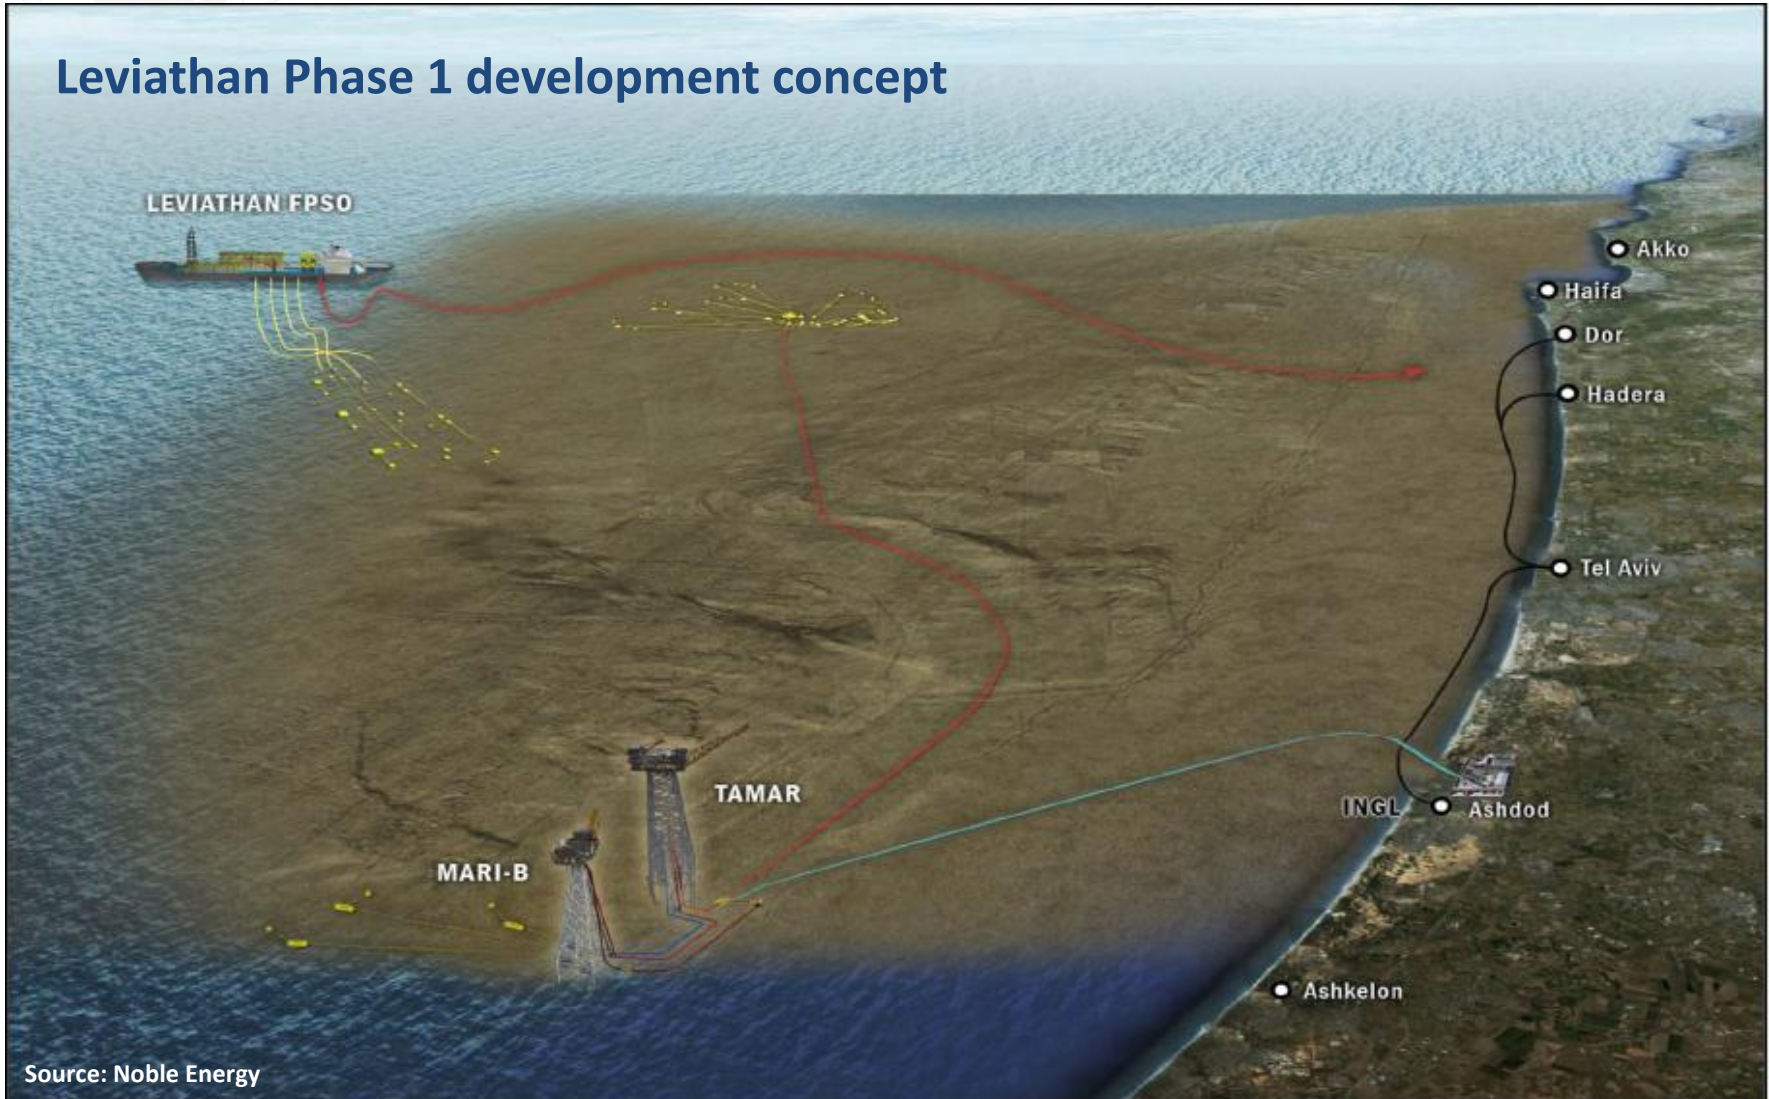 Leviathan Phase 1 development concept
LEVIATHAN FPSO
Akko
Haifa
Dor
Hadera
Tel Aviv
TAMAR
INGL
Ashdod
MARI-B
Ashkelon
Source: Noble Energy